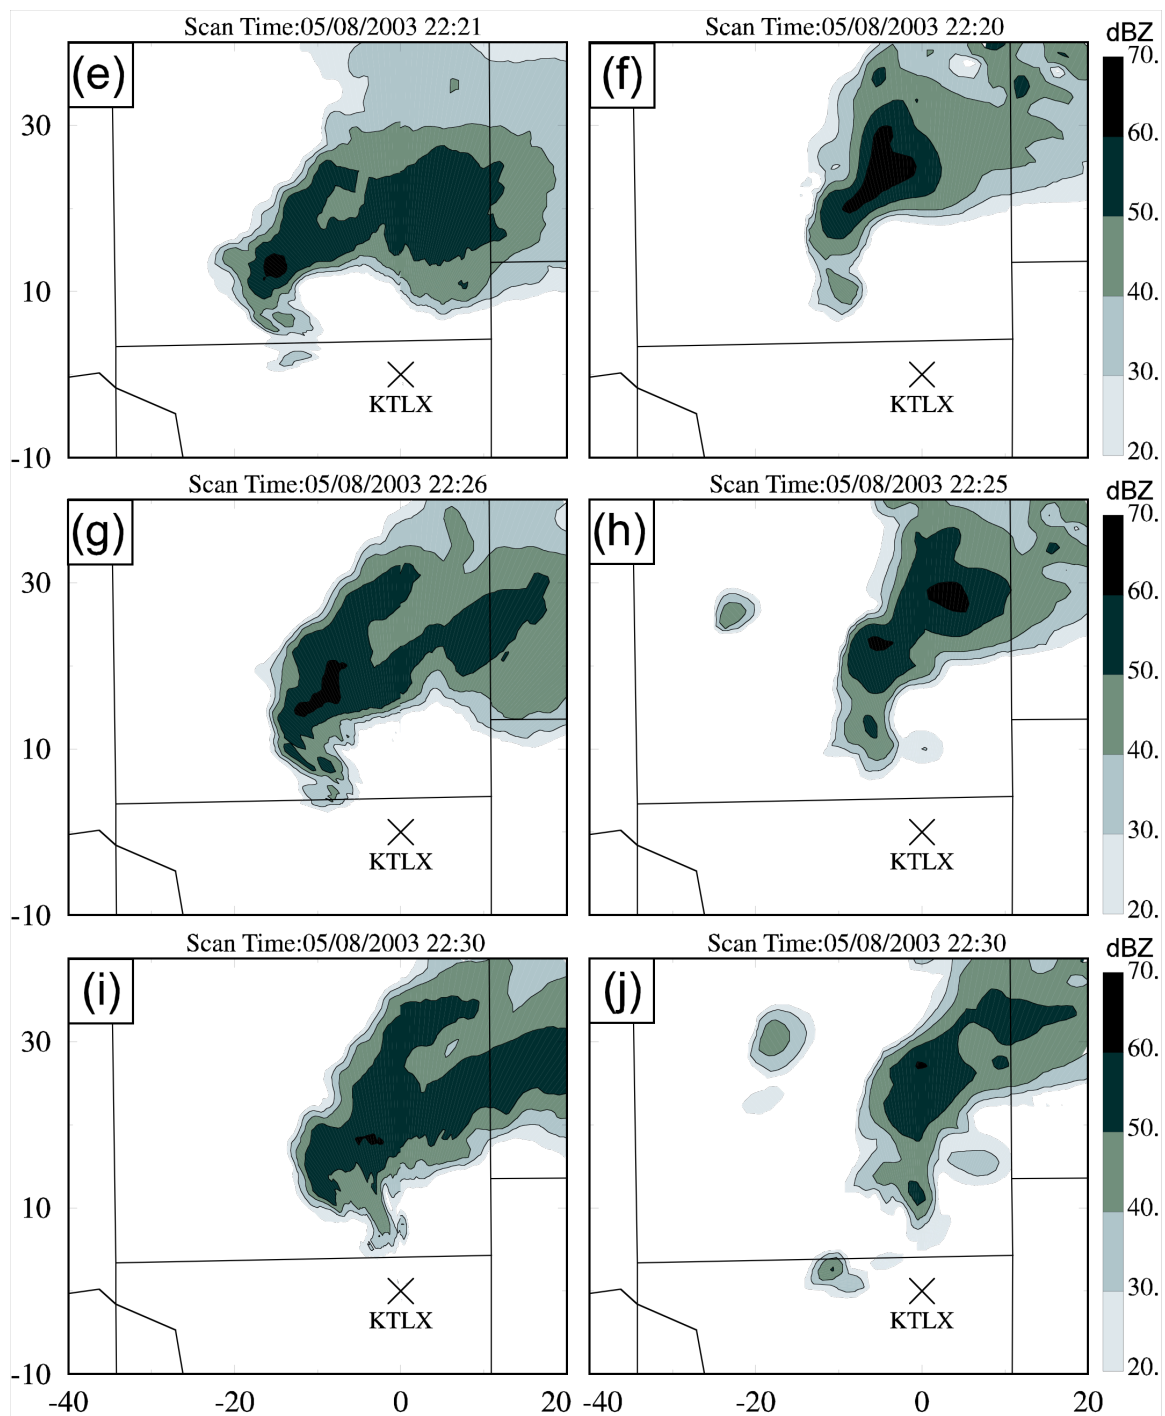 Scan Time:05/08/2003 22:21
Scan Time:05/08/2003 22:20
dBZ
(e)
(f)
70.
60.
50.
40.
30.
20.
30
10
-10
KTLX
KTLX
Scan Time:05/08/2003 22:26
Scan Time:05/08/2003 22:25
dBZ
(g)
(h)
70.
60.
50.
40.
30.
20.
30
10
-10
KTLX
KTLX
Scan Time:05/08/2003 22:30
Scan Time:05/08/2003 22:30
dBZ
(i)
(j)
70.
60.
50.
40.
30.
20.
30
10
-10
KTLX
KTLX
-40 -20 0 20 -20 0 20